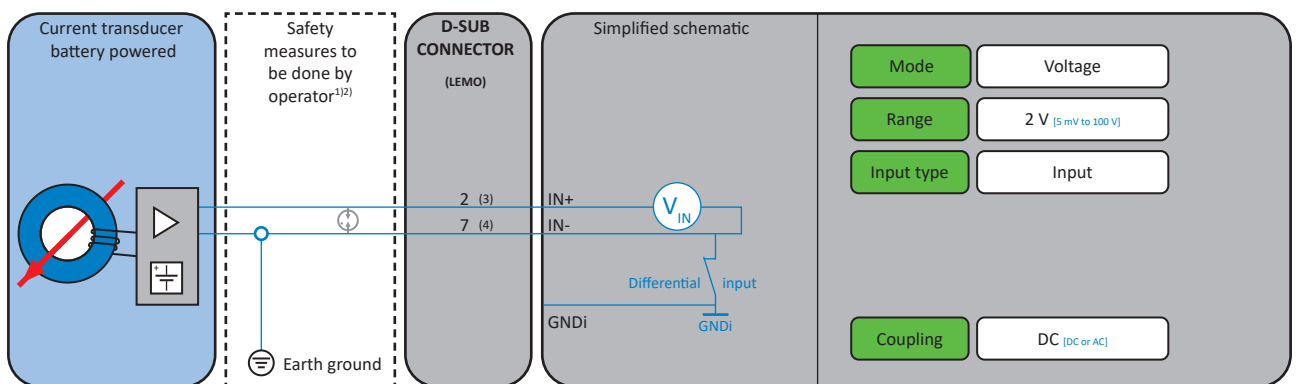 Current transducer
battery powered
Safety
measures to
be done by
operator1)2)
D-SUB
CONNECTOR
(LEMO)
Simplified schematic
Mode
Voltage
Range
2 V [5 mV to 100 V]
Input type
Input
2 (3)
IN+
VIN
7 (4)
IN-
Differential input
GNDi
GNDi
Earth ground
Coupling
DC [DC or AC]